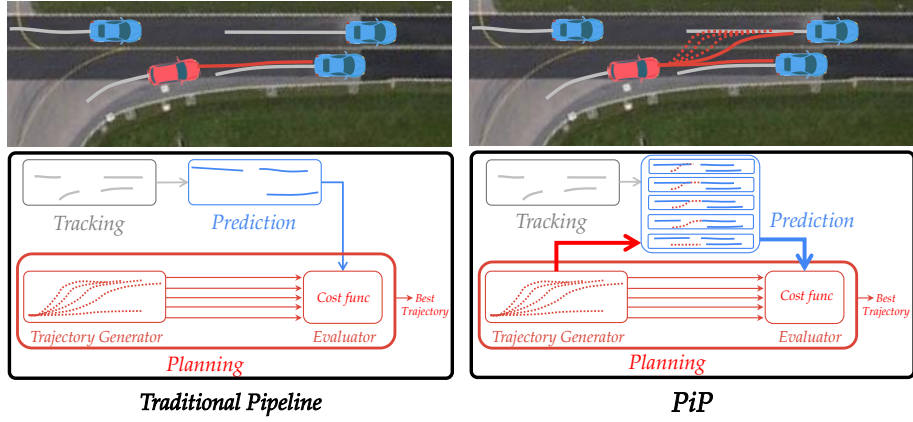 Tracking
Prediction
Trajectory Generator
Cost func
Evaluator
Best
Trajectory
Planning
Traditional Pipeline
Tracking
Prediction
Trajectory Generator
Cost func
Evaluator
Best
Trajectory
Planning
PiP